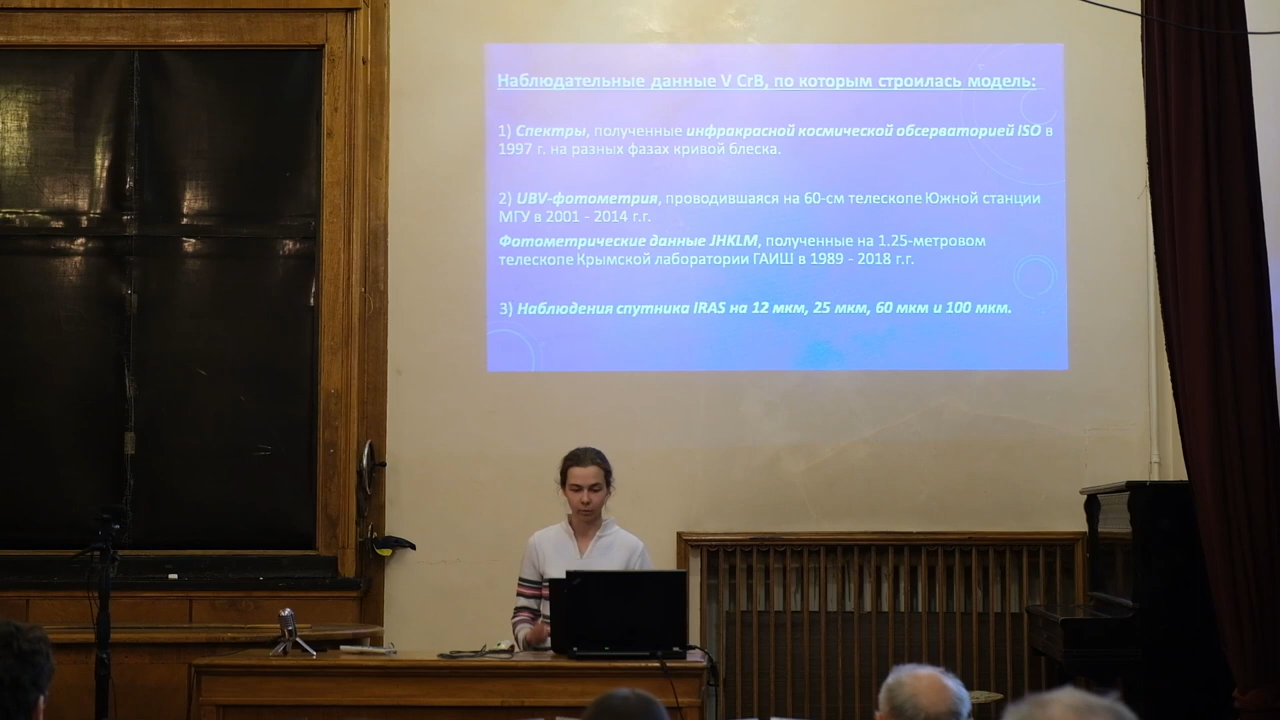 Наблюдательные данные V CrB, по которым строилась модель:
1) Спектры, полученные инфракрасной космической обсерваторией ISO в
1997 г. на разных фазах кривой блеска.
2) UBV-фотометрия, проводившаяся на 60-см телескопе Южной станции
МГУ в 2001 - 2014 г.г.
Фотометрические данные JHKLM, полученные на 1.25-метровом
телескопе Крымской лаборатории ГАИШ в 1989 - 2018 г.г.
3) Наблюдения спутника IRAS на 12 мкм, 25 мкм, 60 мкм и 100 мкм.